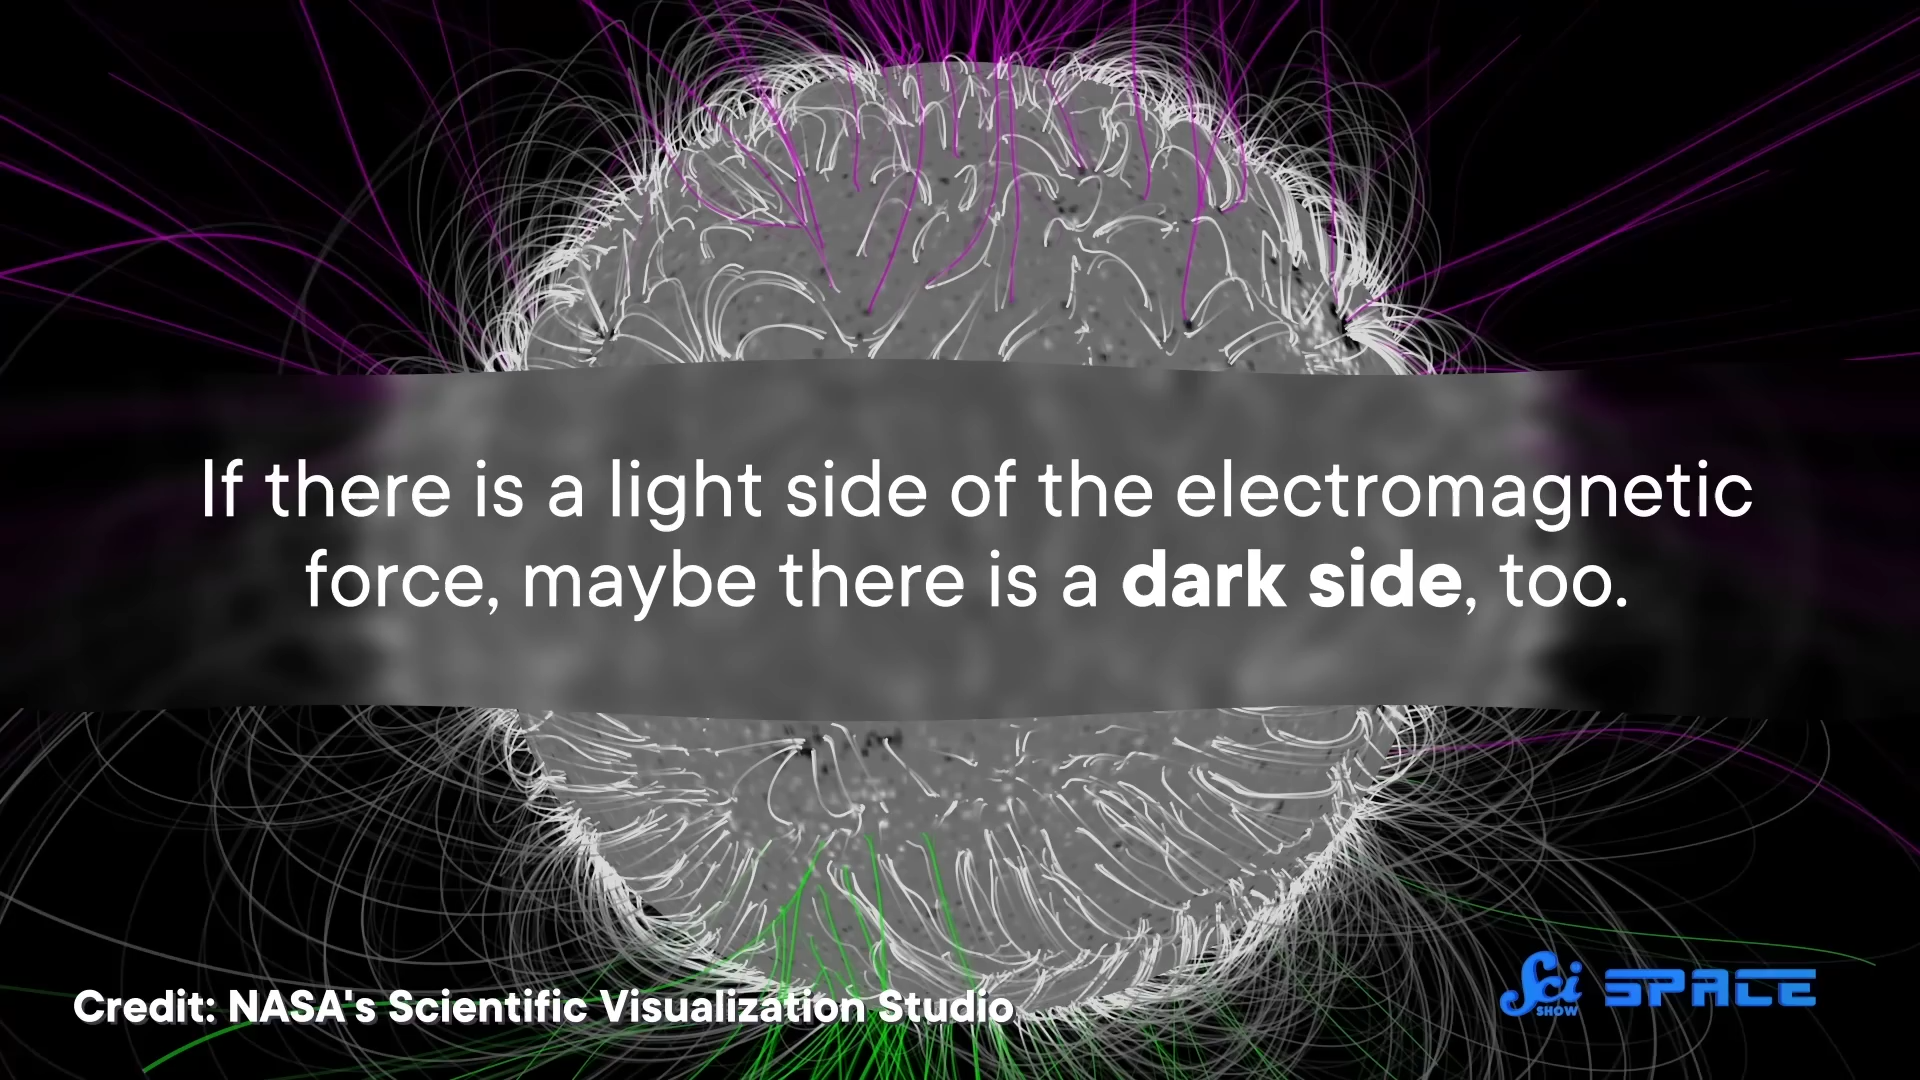 If there is a light side of the electromagnetic
force, maybe there is a dark side, too.
Credit: NASA's Scientific Visualization Studio
Sci SHOW SPACE